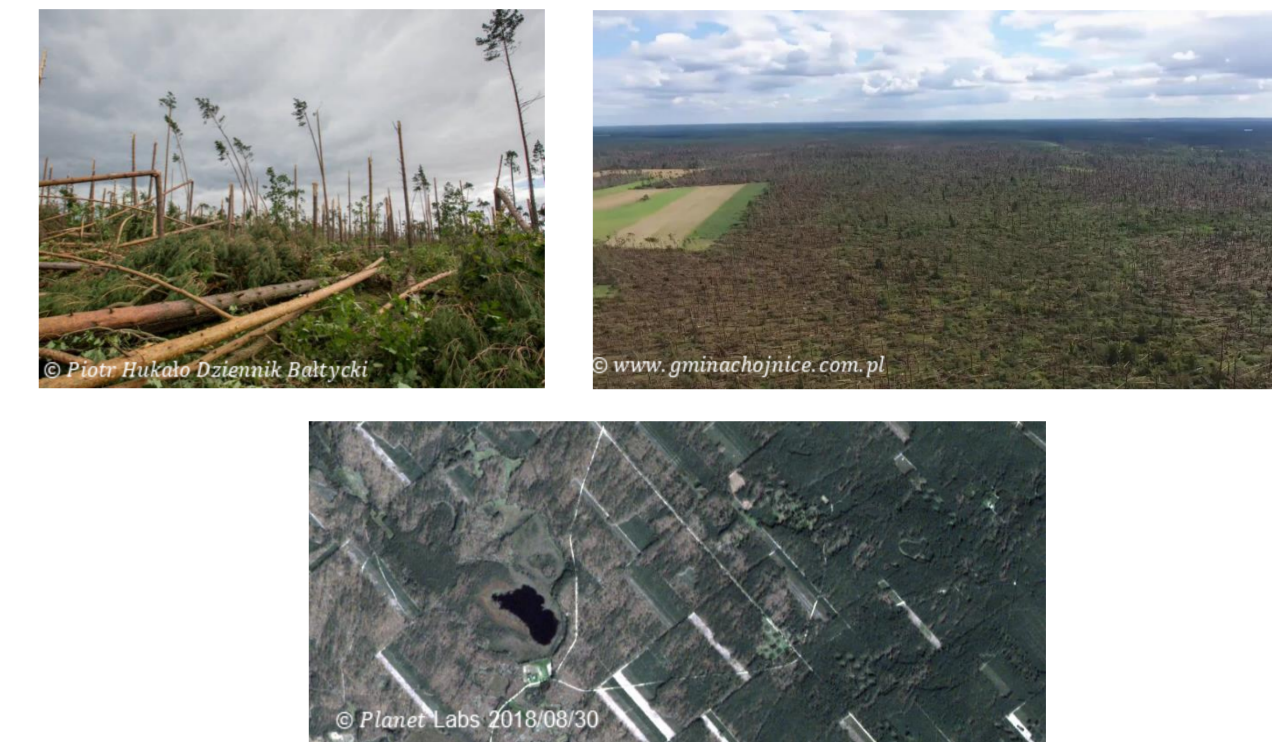 © Piotr Hukało Dziennik Bałtycki
© www.gminachojnice.com.pl
© Planet Labs 2018/08/30